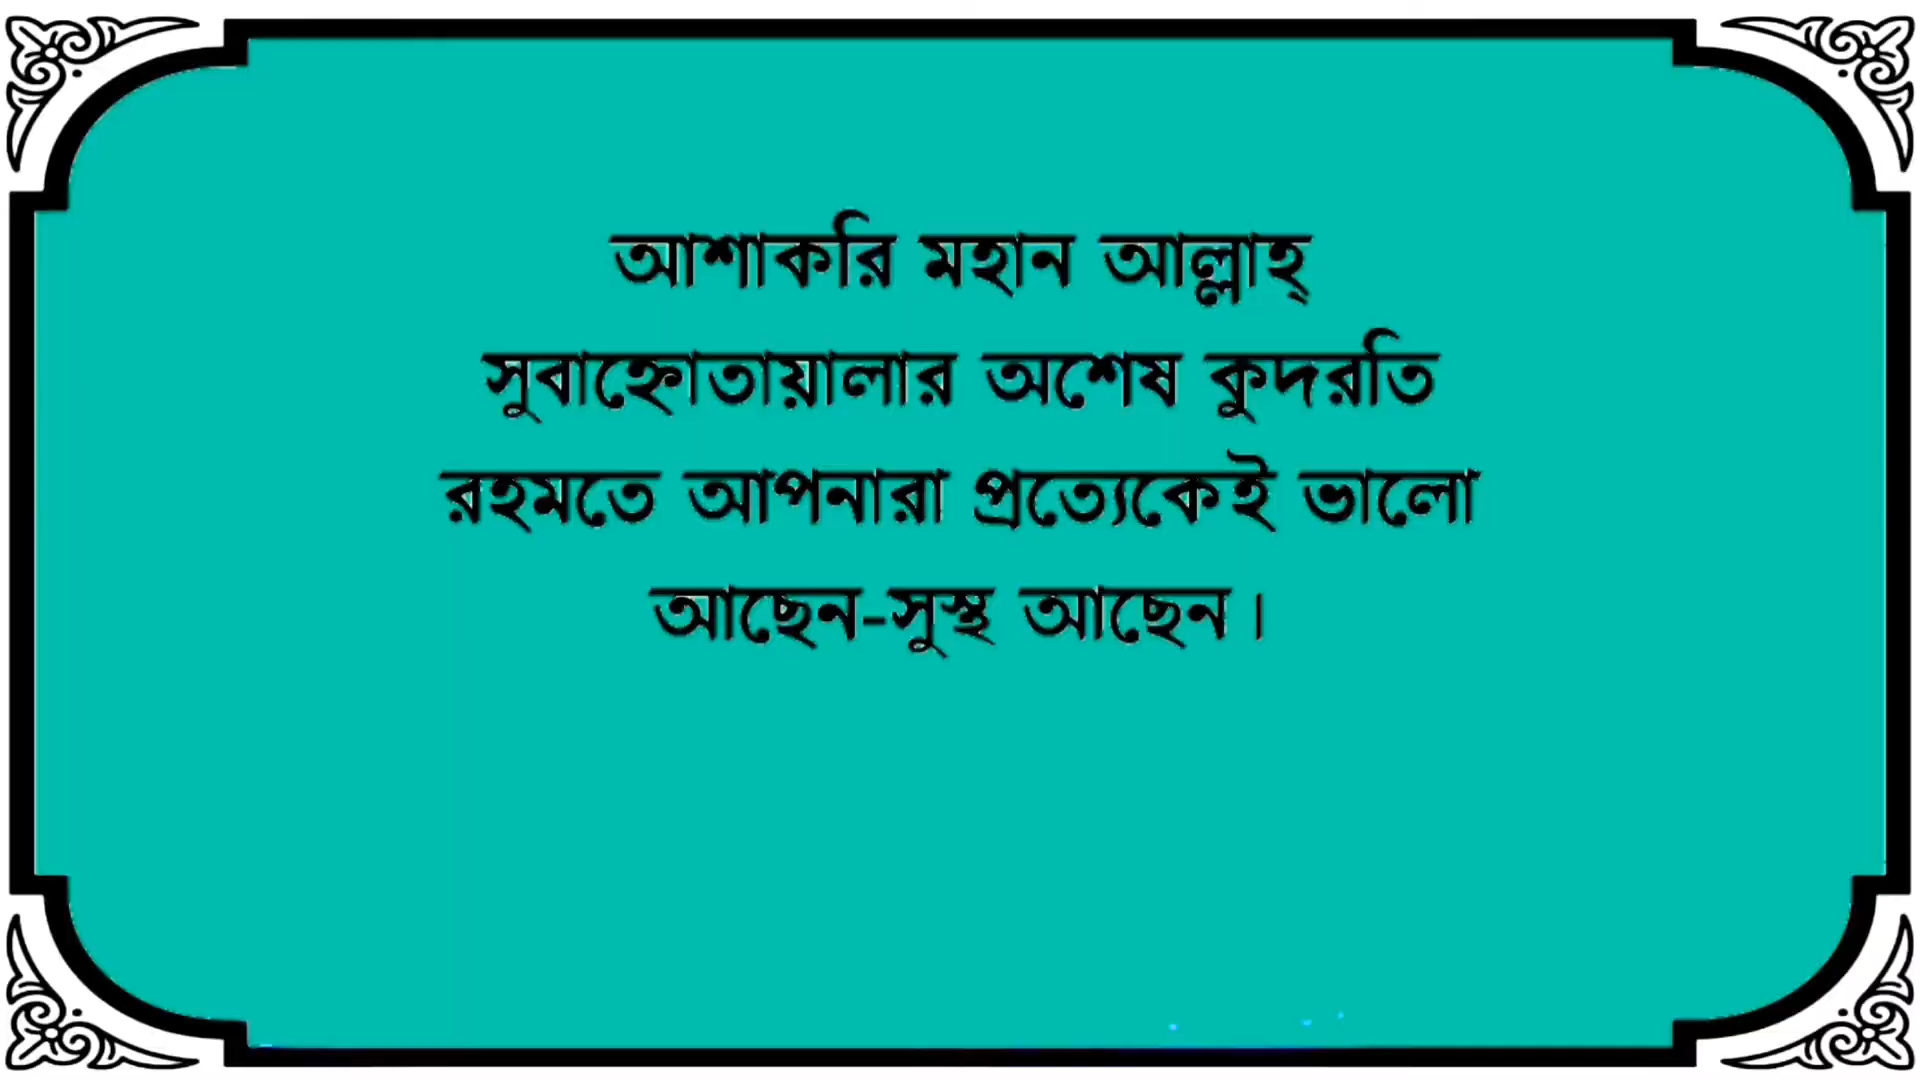 আশাকরি মহান আল্লাহ্
সুবাহ্নোতায়ালার অশেষ কুদরতি
রহমতে আপনারা প্রত্যেকেই ভালো
আছেন-সুস্থ আছেন।